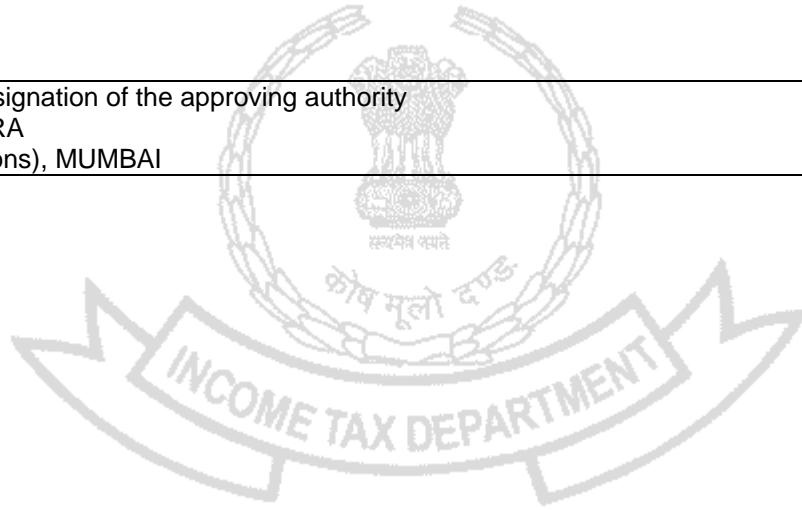 signation of the approving authority
RA
ons), MUMBAI
सत्यमेव जयते
कोष मूलो दण्ड:
INCOME TAX DEPARTMENT